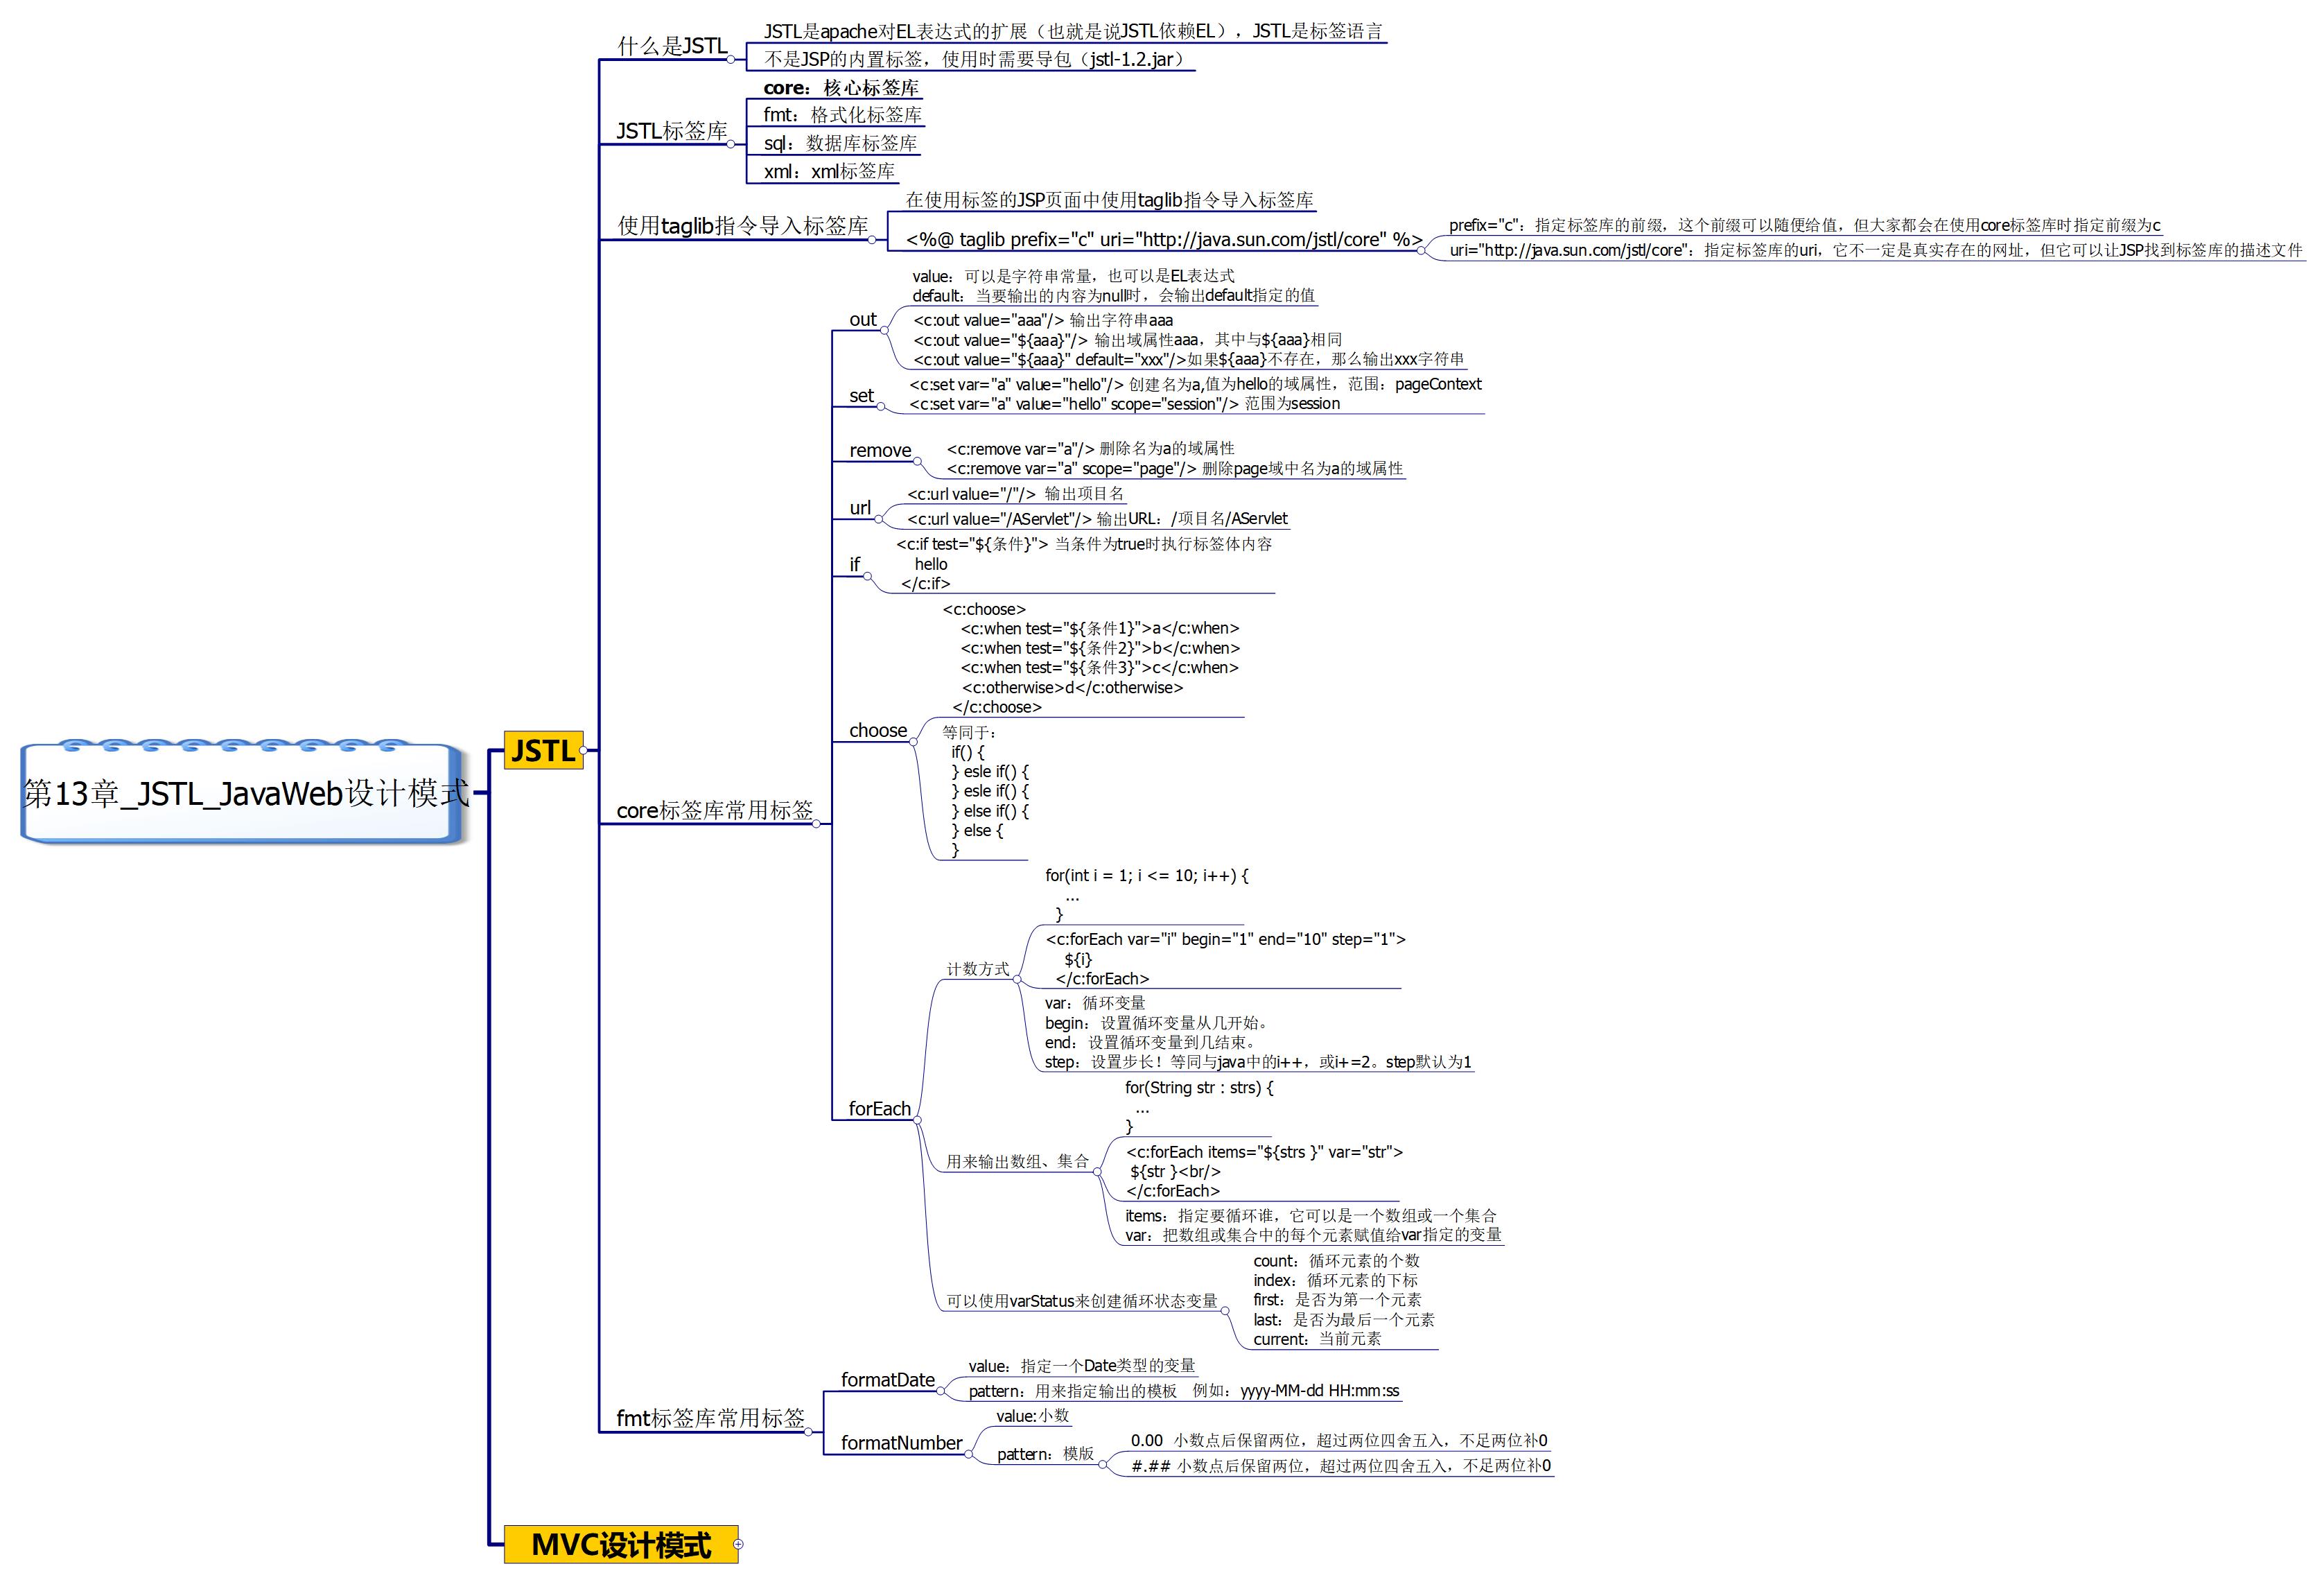 第13章_JSTL_JavaWeb设计模式
JSTL
什么是JSTL
JSTL是apache对EL表达式的扩展（也就是说JSTL依赖EL），JSTL是标签语言
不是JSP的内置标签，使用时需要导包（jstl-1.2.jar）
JSTL标签库
core：核心标签库
fmt：格式化标签库
sql：数据库标签库
xml：xml标签库
使用taglib指令导入标签库
在使用标签的JSP页面中使用taglib指令导入标签库
<%@ taglib prefix="c" uri="http://java.sun.com/jstl/core" %>
prefix="c"：指定标签库的前缀，这个前缀可以随便给值，但大家都会在使用core标签库时指定前缀为c
uri="http://java.sun.com/jstl/core"：指定标签库的uri，它不一定是真实存在的网址，但它可以让JSP找到标签库的描述文件
core标签库常用标签
out
value：可以是字符串常量，也可以是EL表达式
default：当要输出的内容为null时，会输出default指定的值
<c:out value="aaa"/> 输出字符串aaa
<c:out value="${aaa}"/> 输出域属性aaa，其中与${aaa}相同
<c:out value="${aaa}" default="xxx"/>如果${aaa}不存在，那么输出xxx字符串
set
<c:set var="a" value="hello"/> 创建名为a,值为hello的域属性，范围：pageContext
<c:set var="a" value="hello" scope="session"/> 范围为session
remove
<c:remove var="a"/> 删除名为a的域属性
<c:remove var="a" scope="page"/> 删除page域中名为a的域属性
url
<c:url value="/"/> 输出项目名
<c:url value="/AServlet"/> 输出URL：/项目名/AServlet
if
<c:if test="${条件}"> 当条件为true时执行标签体内容
hello
</c:if>
choose
<c:choose>
<c:when test="${条件1}">a</c:when>
<c:when test="${条件2}">b</c:when>
<c:when test="${条件3}">c</c:when>
<c:otherwise>d</c:otherwise>
</c:choose>
等同于：
if() {
} esle if() {
} esle if() {
} else if() {
} else {
}
forEach
计数方式
for(int i = 1; i <= 10; i++) {
...
}
<c:forEach var="i" begin="1" end="10" step="1">
${i}
</c:forEach>
var：循环变量
begin：设置循环变量从几开始。
end：设置循环变量到几结束。
step：设置步长！等同与java中的i++，或i+=2。step默认为1
用来输出数组、集合
for(String str : strs) {
...
}
<c:forEach items="${strs }" var="str">
${str }<br/>
</c:forEach>
items：指定要循环谁，它可以是一个数组或一个集合
var：把数组或集合中的每个元素赋值给var指定的变量
可以使用varStatus来创建循环状态变量
count：循环元素的个数
index：循环元素的下标
first：是否为第一个元素
last：是否为最后一个元素
current：当前元素
fmt标签库常用标签
formatDate
value：指定一个Date类型的变量
pattern：用来指定输出的模板　例如：yyyy-MM-dd HH:mm:ss
formatNumber
value:小数
pattern：模版
0.00 小数点后保留两位，超过两位四舍五入，不足两位补0
#.## 小数点后保留两位，超过两位四舍五入，不足两位补0
MVC设计模式